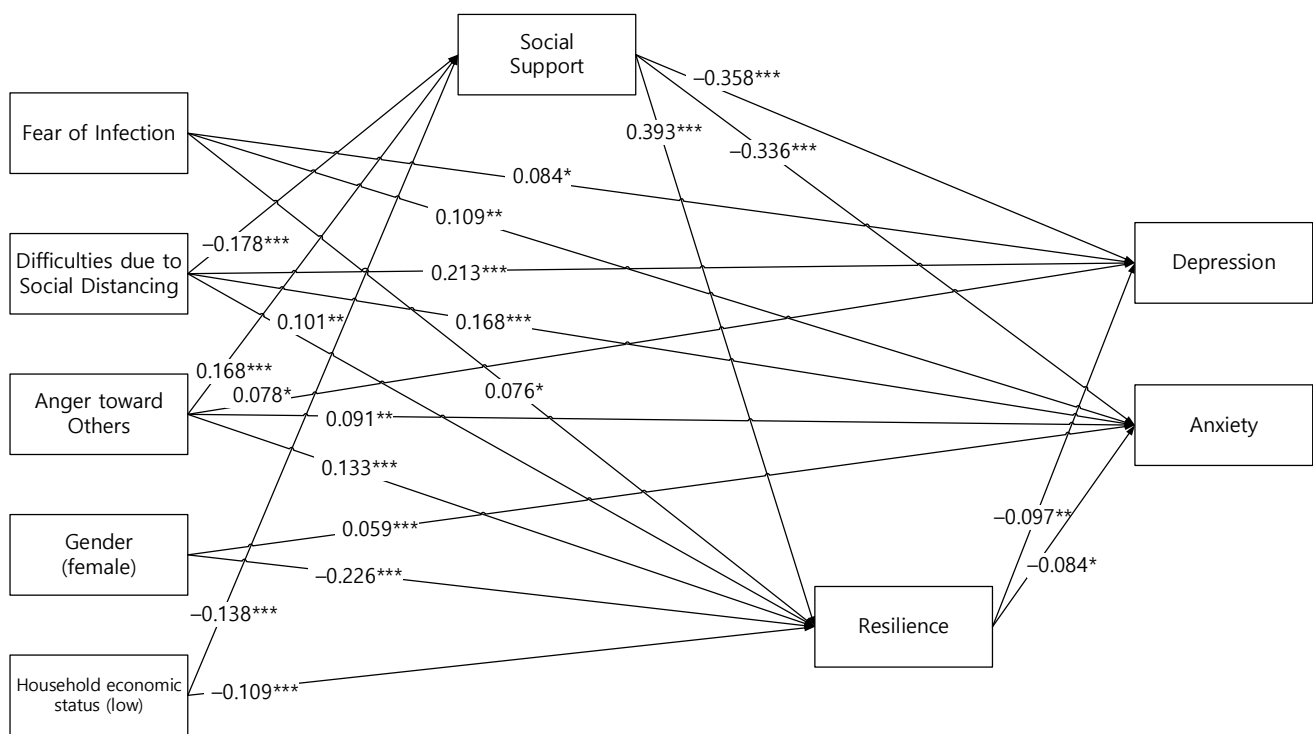 Social
Support
−0.358***
0.393***
Fear of Infection
−0.336***
0.084*
0.109**
−0.178***
Difficulties due to
Social Distancing
0.213***
Depression
0.101**
0.168***
0.168***
0.076*
0.078*
Anger toward
Others
0.091**
Anxiety
0.133***
−0.097**
0.059***
Gender
(female)
−0.084*
−0.226***
−0.138***
Resilience
Household economic
status (low)
−0.109***